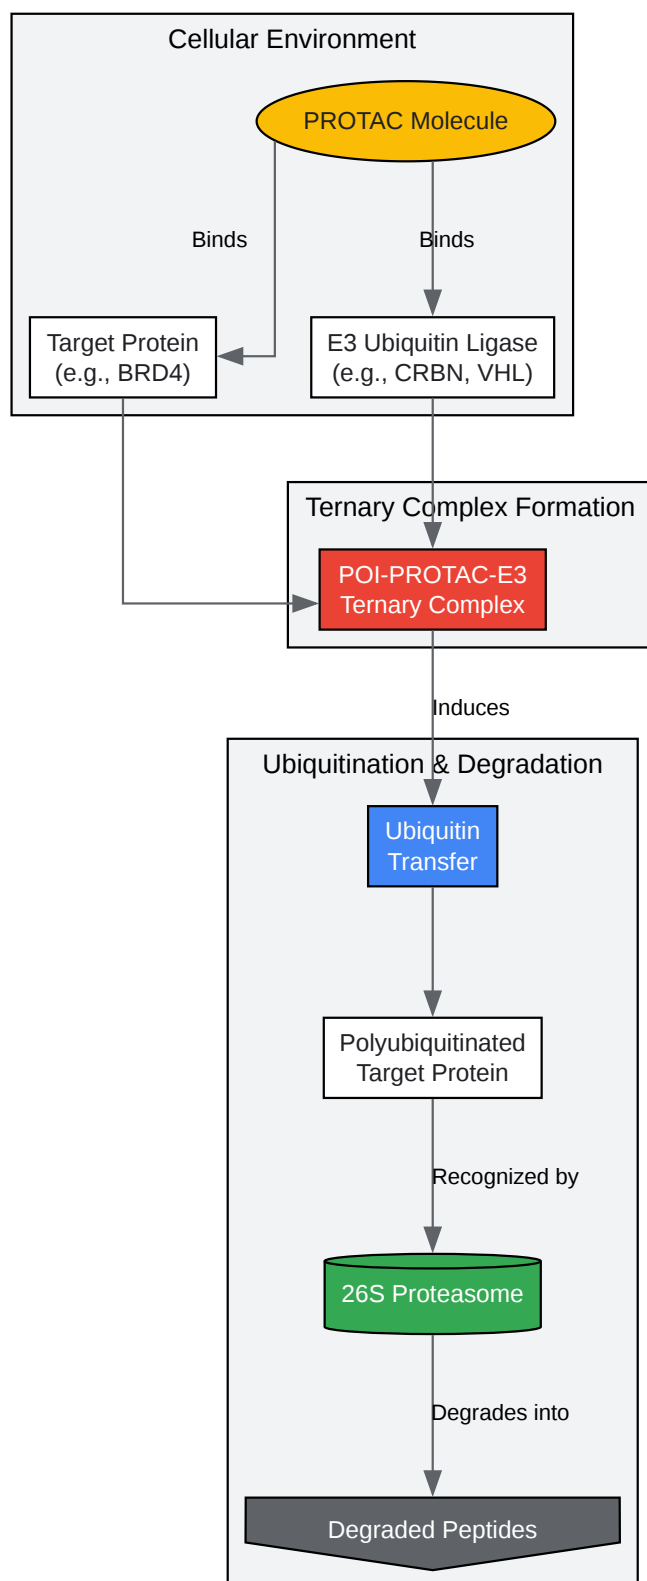 Cellular Environment
PROTAC Molecule
Binds
Binds
Target Protein
(e.g., BRD4)
E3 Ubiquitin Ligase
(e.g., CRBN, VHL)
Ternary Complex Formation
POI-PROTAC-E3
Ternary Complex
Induces
Ubiquitination & Degradation
Ubiquitin
Transfer
Polyubiquitinated
Target Protein
Recognized by
26S Proteasome
Degrades into
Degraded Peptides